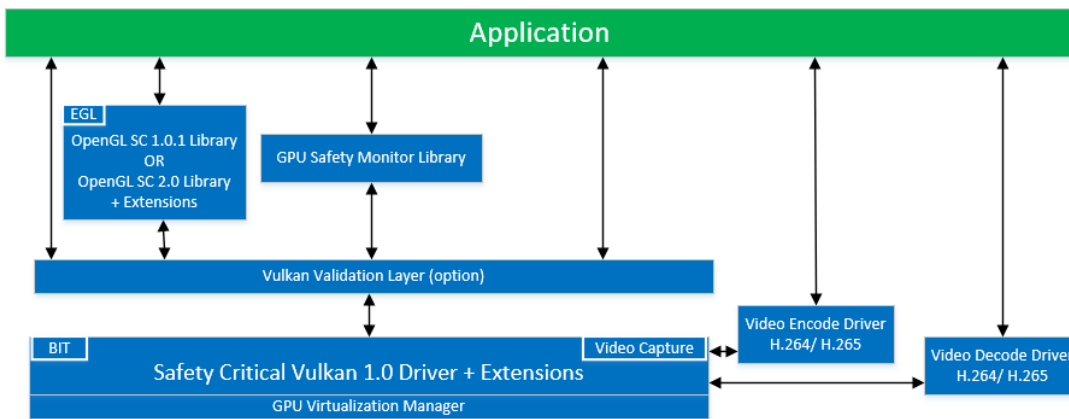 Application
EGL
OpenGL SC 1.0.1 Library
OR
OpenGL SC 2.0 Library
+ Extensions
GPU Safety Monitor Library
Vulkan Validation Layer (option)
BIT
Video Capture
Safety Critical Vulkan 1.0 Driver + Extensions
GPU Virtualization Manager
Video Encode Driver
H.264/ H.265
Video Decode Driver
H.264/ H.265